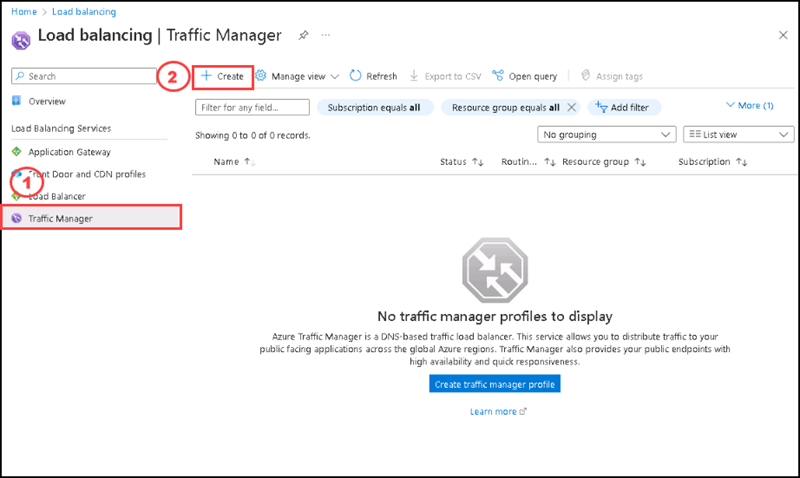 Home > Load balancing
Load balancing | Traffic Manager ...
Search
2
+ Create
Manage view
Refresh
Export to CSV
Open query
Assign tags
Overview
Load Balancing Services
Application Gateway
Front Door and CDN profiles
1
Load Balancer
Traffic Manager
Filter for any field...
Subscription equals all
Resource group equals all
Add filter
More (1)
Showing 0 to 0 of 0 records.
No grouping
List view
Name
Status
Routin...
Resource group
Subscription
No traffic manager profiles to display
Azure Traffic Manager is a DNS-based traffic load balancer. This service allows you to distribute traffic to your
public facing applications across the global Azure regions. Traffic Manager also provides your public endpoints with
high availability and quick responsiveness.
Create traffic manager profile
Learn more